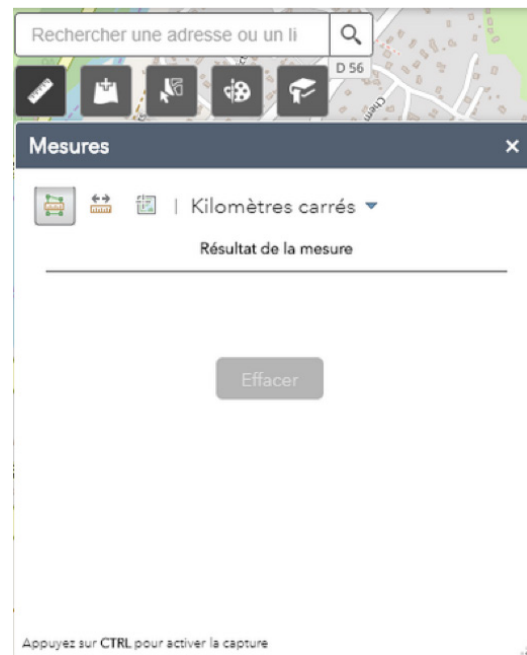 Rechercher une adresse ou un li
D 56
Chem
Mesures
| Kilomètres carrés
Résultat de la mesure
Effacer
Appuyez sur CTRL pour activer la capture